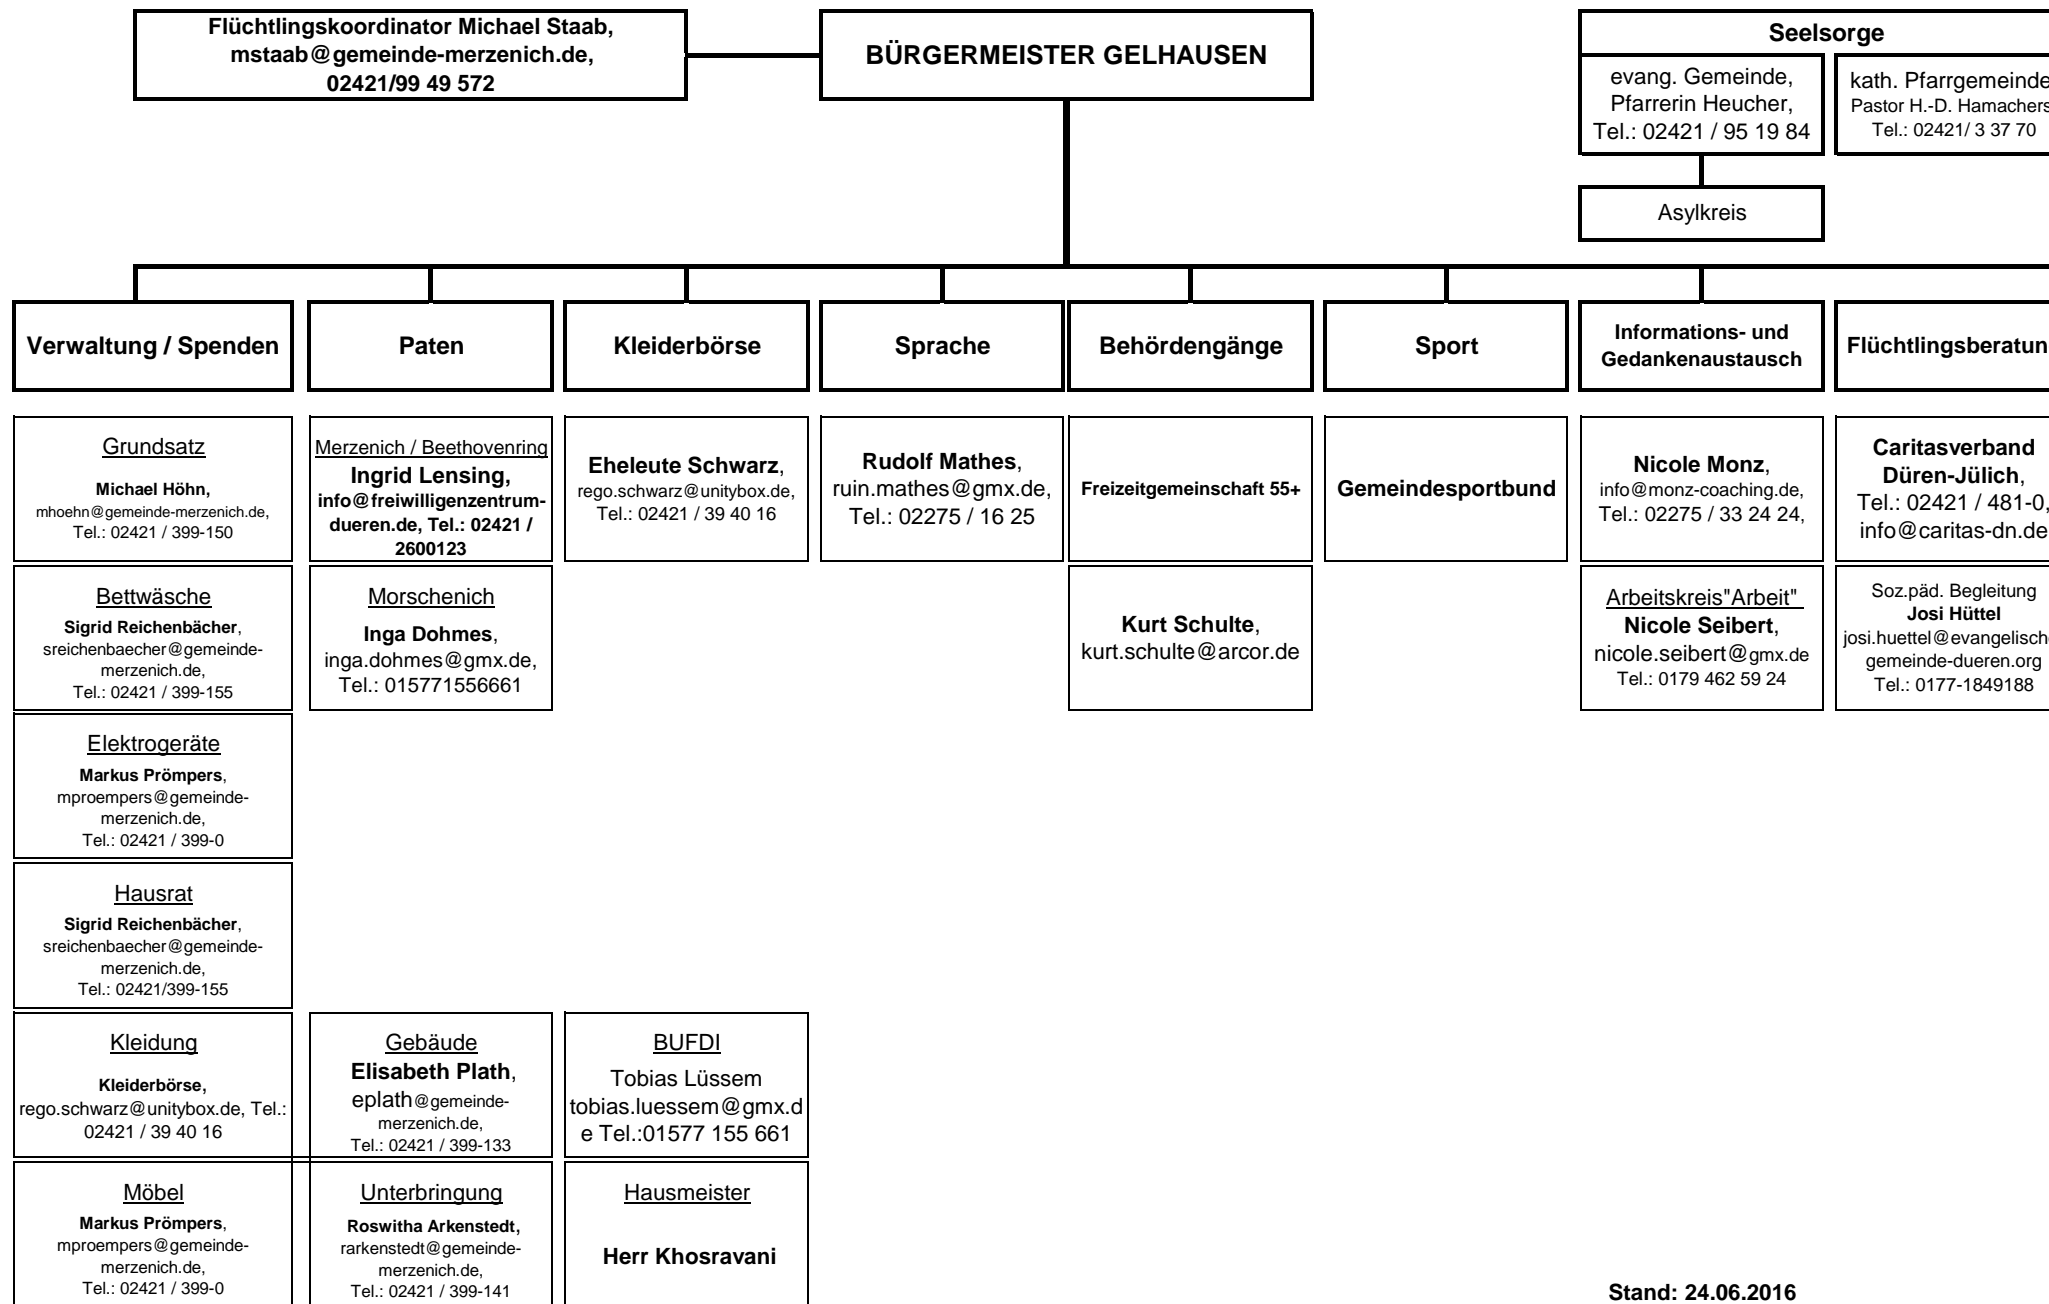 Flüchtlingskoordinator Michael Staab,
mstaab@gemeinde-merzenich.de,
02421/99 49 572
BÜRGERMEISTER GELHAUSEN
Seelsorge
evang. Gemeinde,
Pfarrerin Heucher,
Tel.: 02421 / 95 19 84
kath. Pfarrgemeinde
Pastor H.-D. Hamachers
Tel.: 02421/ 3 37 70
Asylkreis
Verwaltung / Spenden
Paten
Kleiderbörse
Sprache
Behördengänge
Sport
Informations- und
Gedankenaustausch
Flüchtlingsberatun
Grundsatz
Michael Höhn,
mhoehn@gemeinde-merzenich.de,
Tel.: 02421 / 399-150
Merzenich / Beethovenring
Ingrid Lensing,
info@freiwilligenzentrum-
dueren.de, Tel.: 02421 /
2600123
Eheleute Schwarz,
rego.schwarz@unitybox.de,
Tel.: 02421 / 39 40 16
Rudolf Mathes,
ruin.mathes@gmx.de,
Tel.: 02275 / 16 25
Freizeitgemeinschaft 55+
Gemeindesportbund
Nicole Monz,
info@monz-coaching.de,
Tel.: 02275 / 33 24 24,
Caritasverband
Düren-Jülich,
Tel.: 02421 / 481-0,
info@caritas-dn.de
Bettwäsche
Sigrid Reichenbächer,
sreichenbaecher@gemeinde-
merzenich.de,
Tel.: 02421 / 399-155
Morschenich
Inga Dohmes,
inga.dohmes@gmx.de,
Tel.: 015771556661
Kurt Schulte,
kurt.schulte@arcor.de
Arbeitskreis"Arbeit"
Nicole Seibert,
nicole.seibert@gmx.de
Tel.: 0179 462 59 24
Soz.päd. Begleitung
Josi Hüttel
josi.huettel@evangelische
gemeinde-dueren.org
Tel.: 0177-1849188
Elektrogeräte
Markus Prömpers,
mproempers@gemeinde-
merzenich.de,
Tel.: 02421 / 399-0
Hausrat
Sigrid Reichenbächer,
sreichenbaecher@gemeinde-
merzenich.de,
Tel.: 02421/399-155
Kleidung
Kleiderbörse,
rego.schwarz@unitybox.de, Tel.:
02421 / 39 40 16
Gebäude
Elisabeth Plath,
eplath@gemeinde-
merzenich.de,
Tel.: 02421 / 399-133
BUFDI
Tobias Lüssem
tobias.luessem@gmx.d
e Tel.:01577 155 661
Möbel
Markus Prömpers,
mproempers@gemeinde-
merzenich.de,
Tel.: 02421 / 399-0
Unterbringung
Roswitha Arkenstedt,
rarkenstedt@gemeinde-
merzenich.de,
Tel.: 02421 / 399-141
Hausmeister
Herr Khosravani
Stand: 24.06.2016